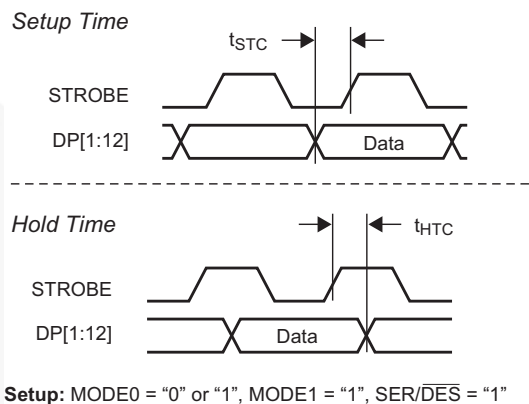 Setup Time
tSTC
STROBE
DP[1:12]
Data
Hold Time
tHTC
STROBE
DP[1:12]
Data
Setup: MODE0 = “0” or “1”, MODE1 = “1”, SER/D̅E̅S̅ = “1”